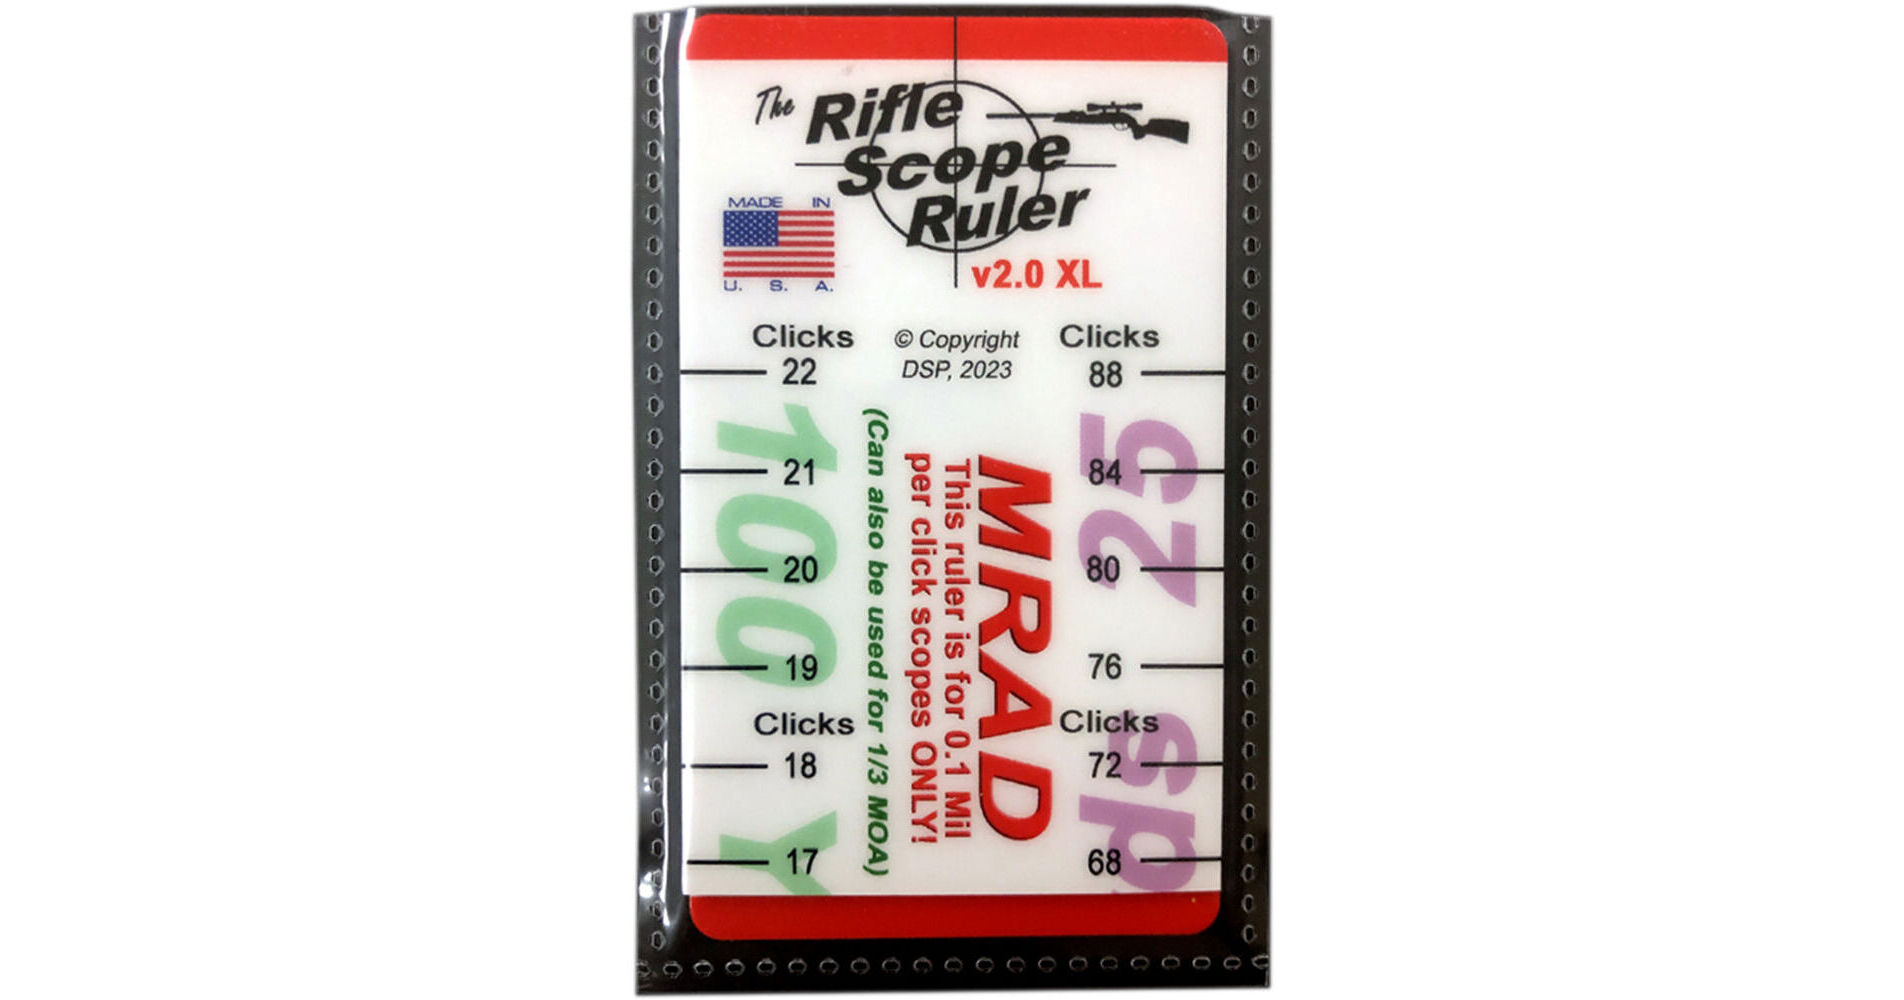 The Rifle
Scope
Ruler
MADE IN
U. S. A.
v2.0 XL
Clicks
© Copyright
DSP, 2023
Clicks
22
88
21
84
20
80
19
76
Clicks
Clicks
18
72
17
68
100 Y
(Can also be used for 1/3 MOA)
MRAD
This ruler is for 0.1 Mil
per click scopes ONLY!